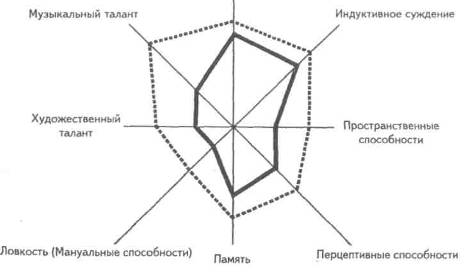 Музыкальный талант
Индуктивное суждение
Художественный
талант
Пространственные
способности
Ловкость (Мануальные способности)
Память
Перцептивные способности